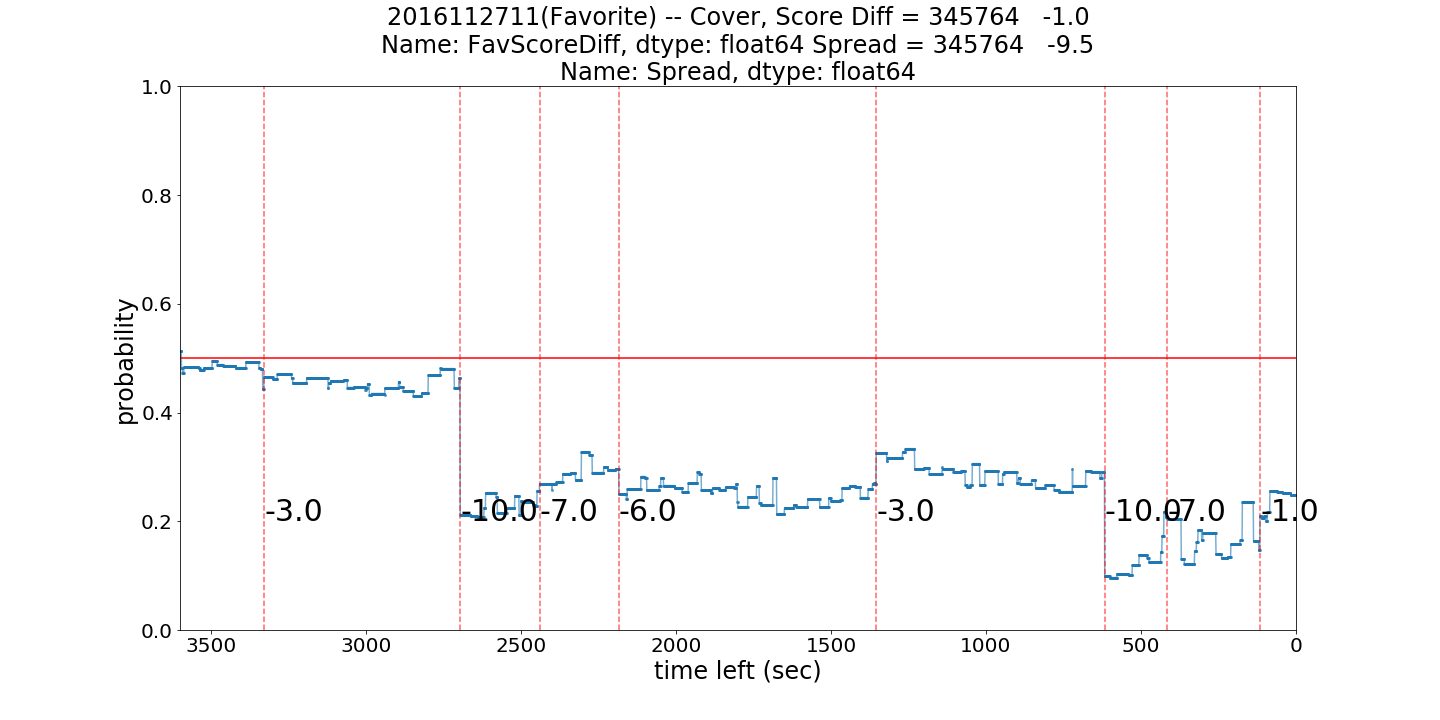 2016112711(Favorite) -- Cover, Score Diff = 345764   -1.0
Name: FavScoreDiff, dtype: float64 Spread = 345764   -9.5
Name: Spread, dtype: float64
1.0
0.8
0.6
0.4
0.2
0.0
probability
-3.0
-10.0
-7.0
-6.0
-3.0
-10.0
-7.0
-1.0
3500 3000 2500 2000 1500 1000 500 0
time left (sec)